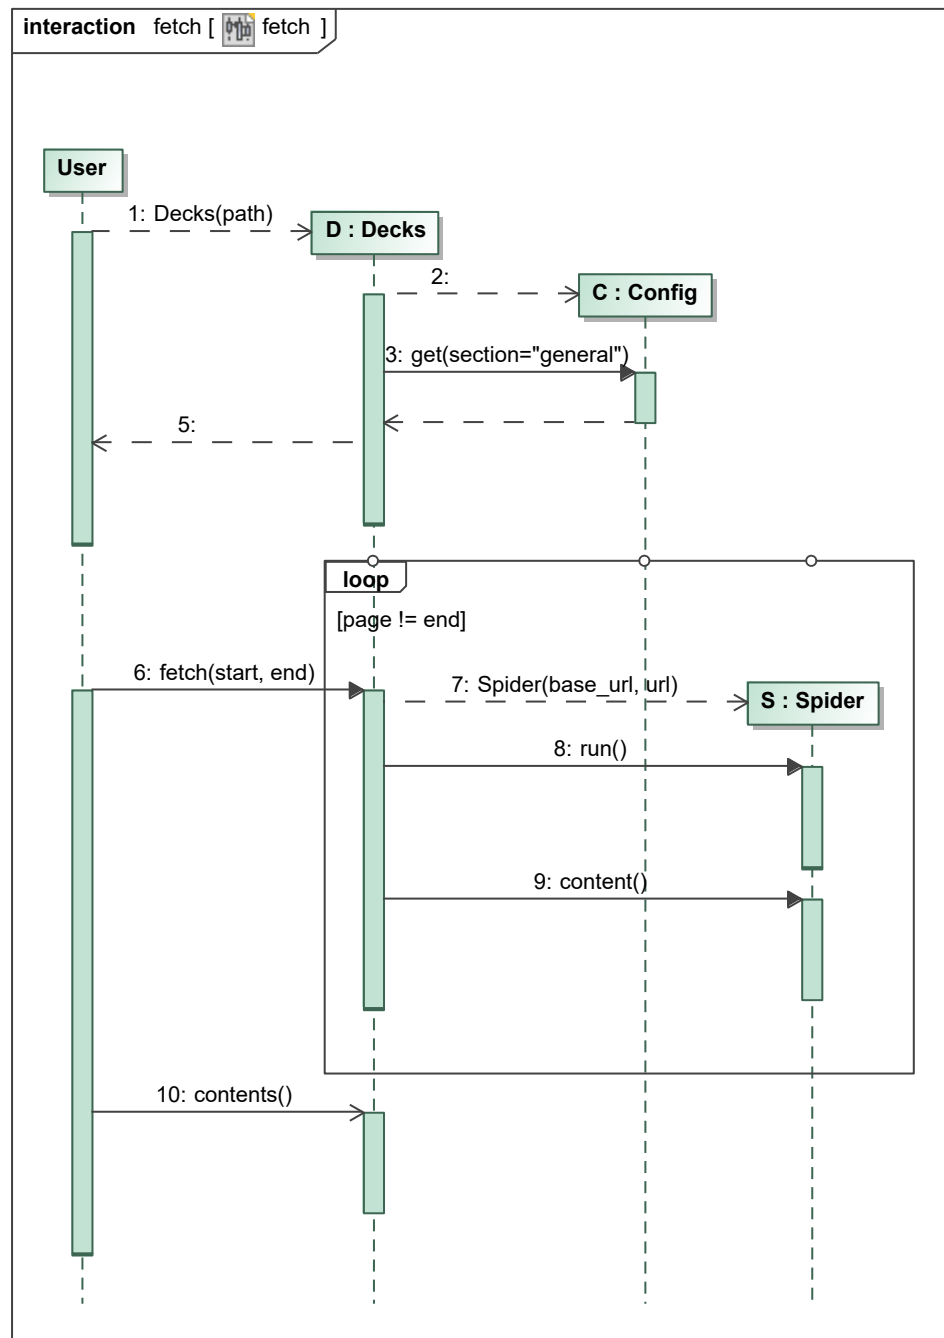 interaction fetch [ fetch ]
User
1: Decks(path)
D : Decks
2:
C : Config
3: get(section="general")
5:
loop
[page != end]
6: fetch(start, end)
7: Spider(base_url, url)
S : Spider
8: run()
9: content()
10: contents()